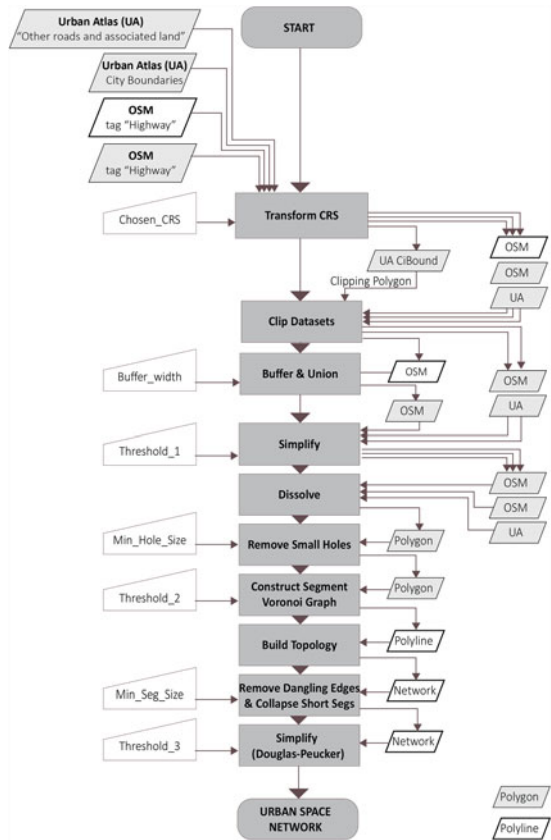 Urban Atlas (UA)
"Other roads and associated land"
START
Urban Atlas (UA)
City Boundaries
OSM
tag "Highway"
OSM
tag "Highway"
Chosen_CRS
Transform CRS
OSM
UA CiBound
OSM
Clipping Polygon
UA
Clip Datasets
OSM
Buffer_width
Buffer & Union
OSM
OSM
UA
Threshold_1
Simplify
OSM
Dissolve
OSM
UA
Min_Hole_Size
Remove Small Holes
Polygon
Threshold_2
Construct Segment
Voronoi Graph
Polygon
Build Topology
Polyline
Min_Seg_Size
Remove Dangling Edges
& Collapse Short Segs
Network
Threshold_3
Simplify
(Douglas-Peucker)
Network
URBAN SPACE
NETWORK
Polygon
Polyline